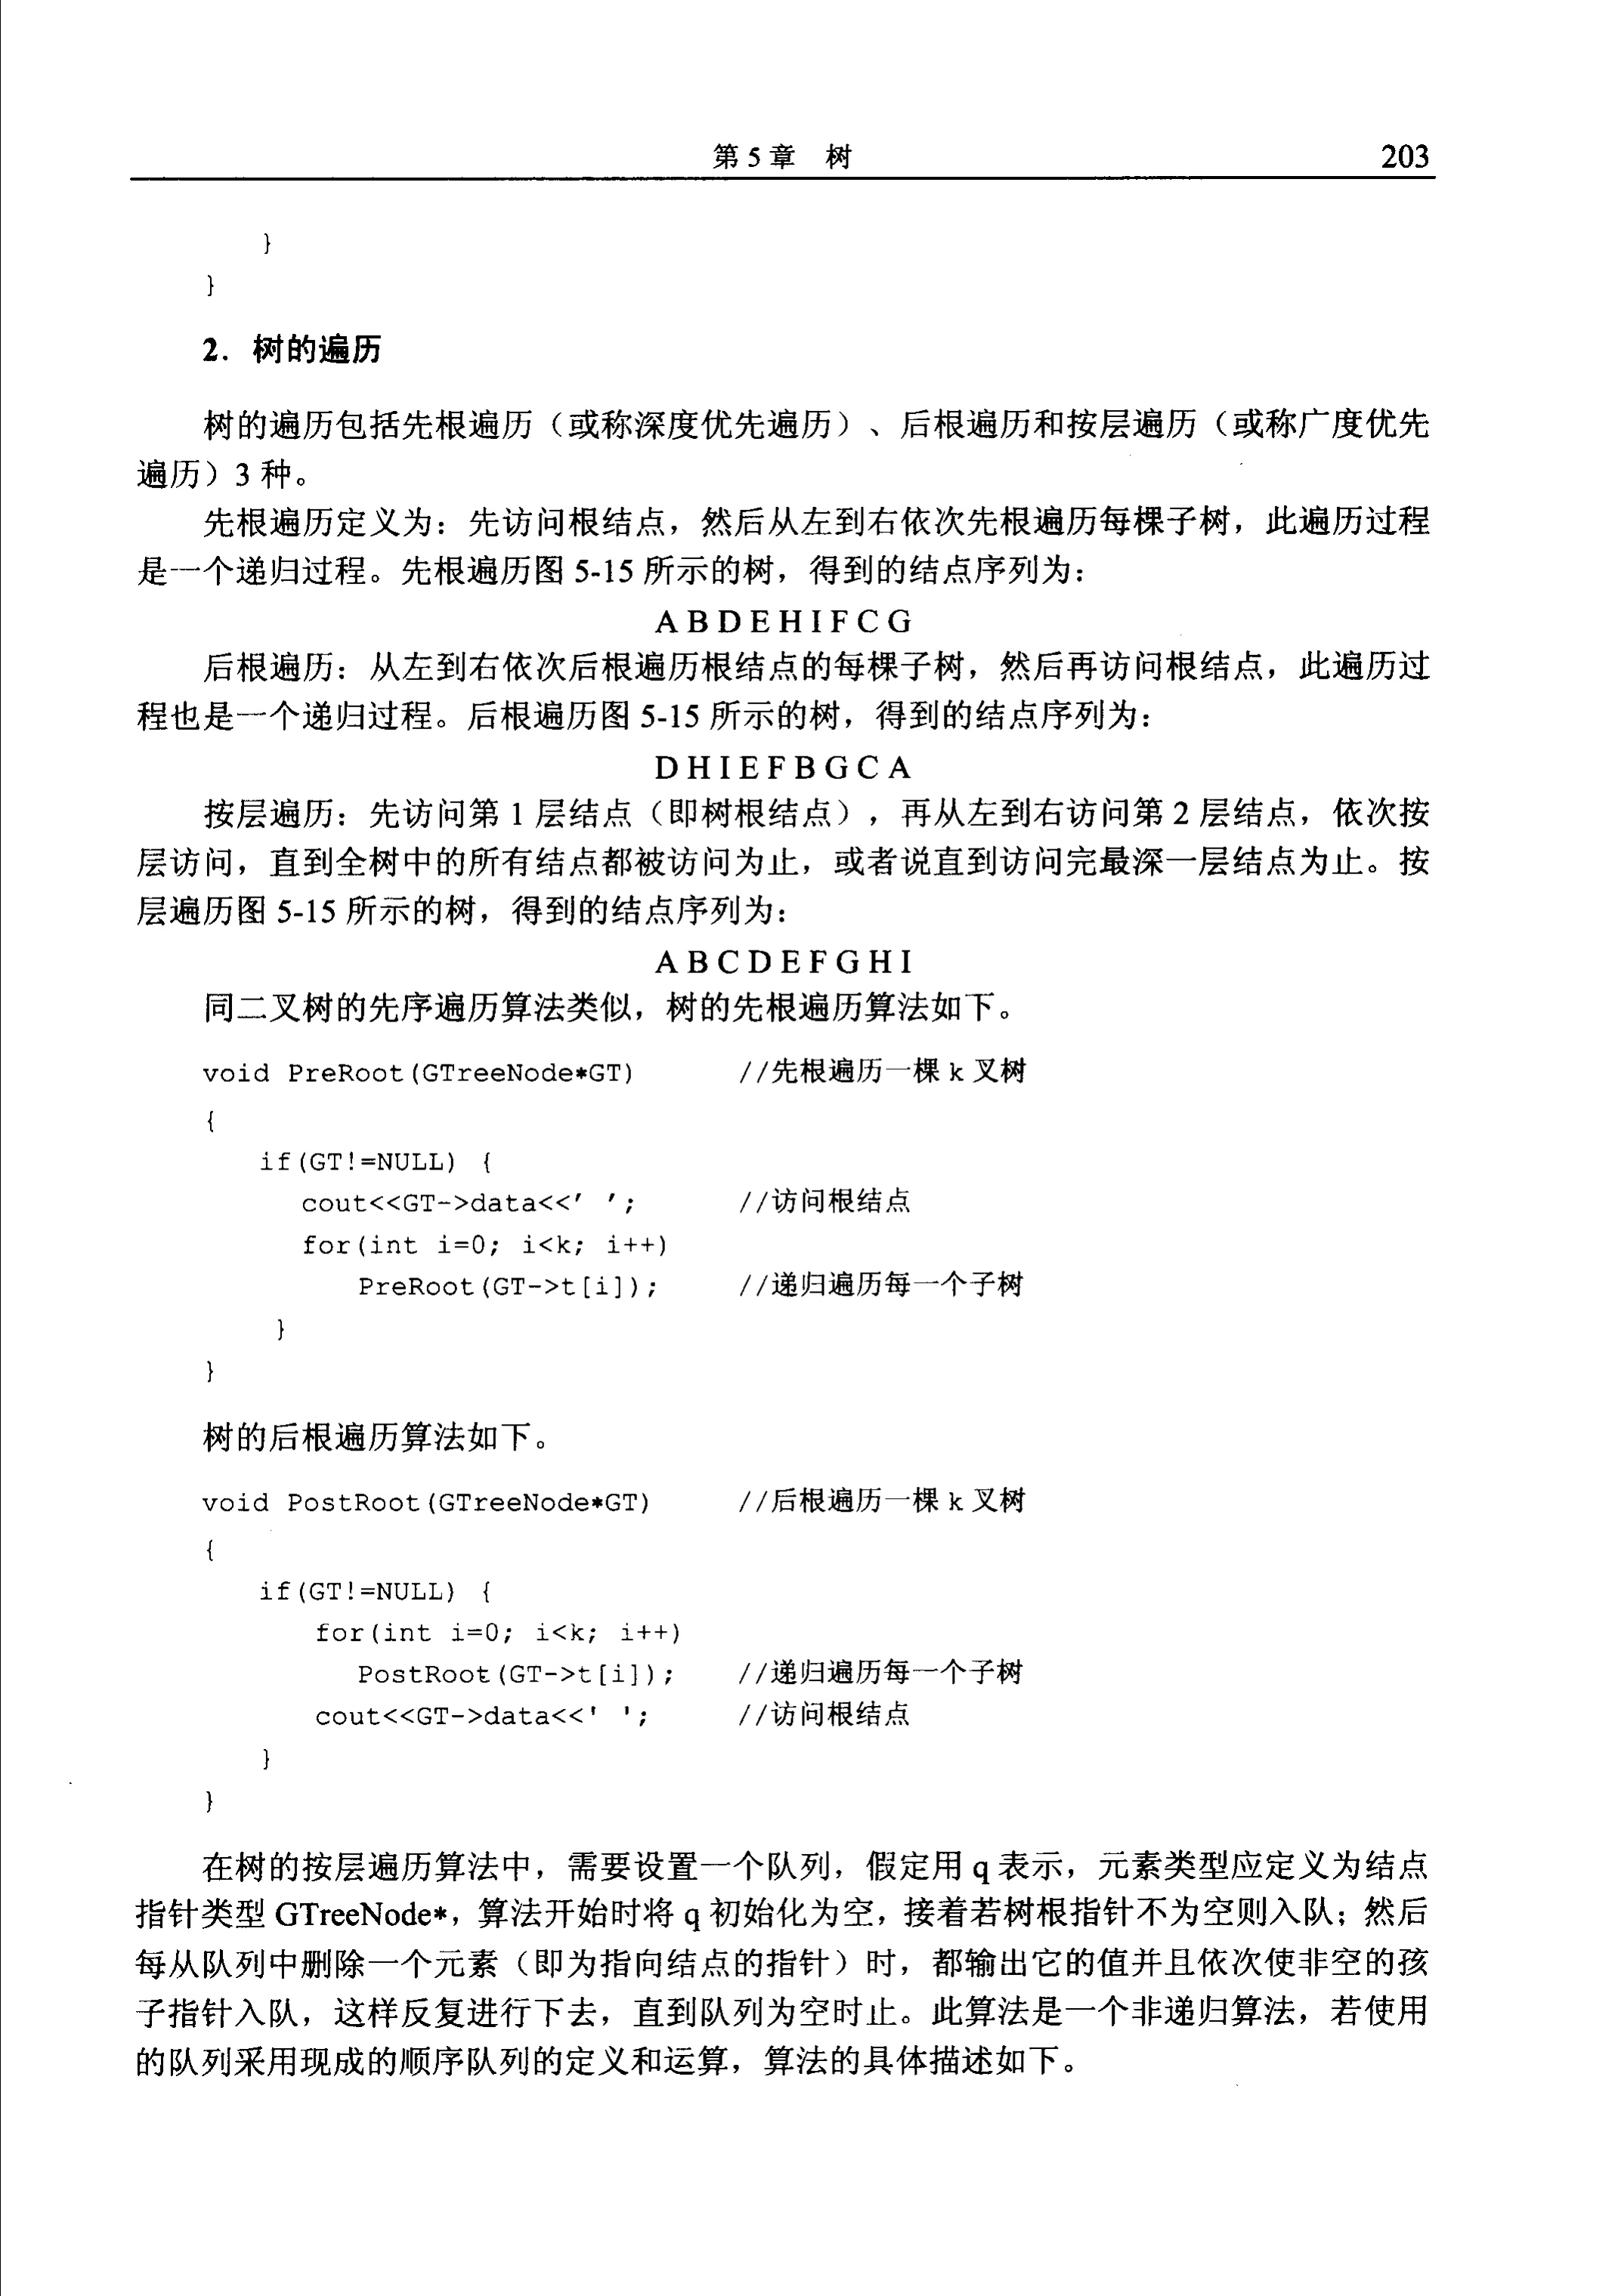 第 5 章　树　203
}
}
2．树的遍历
树的遍历包括先根遍历（或称深度优先遍历）、后根遍历和按层遍历（或称广度优先
遍历）3 种。
先根遍历定义为：先访问根结点，然后从左到右依次先根遍历每棵子树，此遍历过程
是一个递归过程。先根遍历图 5-15 所示的树，得到的结点序列为：
A B D E H I F C G
后根遍历：从左到右依次后根遍历根结点的每棵子树，然后再访问根结点，此遍历过
程也是一个递归过程。后根遍历图 5-15 所示的树，得到的结点序列为：
D H I E F B G C A
按层遍历：先访问第 1 层结点（即树根结点），再从左到右访问第 2 层结点，依次按
层访问，直到全树中的所有结点都被访问为止，或者说直到访问完最深一层结点为止。按
层遍历图 5-15 所示的树，得到的结点序列为：
A B C D E F G H I
同二叉树的先序遍历算法类似，树的先根遍历算法如下。
void PreRoot(GTreeNode*GT)　//先根遍历一棵 k 叉树
{
if(GT!=NULL) {
cout<<GT->data<<' ';　//访问根结点
for(int i=0; i<k; i++)
PreRoot(GT->t[i]);　//递归遍历每一个子树
}
}
树的后根遍历算法如下。
void PostRoot(GTreeNode*GT)　//后根遍历一棵 k 叉树
{
if(GT!=NULL) {
for(int i=0; i<k; i++)
PostRoot(GT->t[i]);　//递归遍历每一个子树
cout<<GT->data<<' ';　//访问根结点
}
}
在树的按层遍历算法中，需要设置一个队列，假定用 q 表示，元素类型应定义为结点
指针类型 GTreeNode*，算法开始时将 q 初始化为空，接着若树根指针不为空则入队；然后
每从队列中删除一个元素（即为指向结点的指针）时，都输出它的值并且依次使非空的孩
子指针入队，这样反复进行下去，直到队列为空时止。此算法是一个非递归算法，若使用
的队列采用现成的顺序队列的定义和运算，算法的具体描述如下。